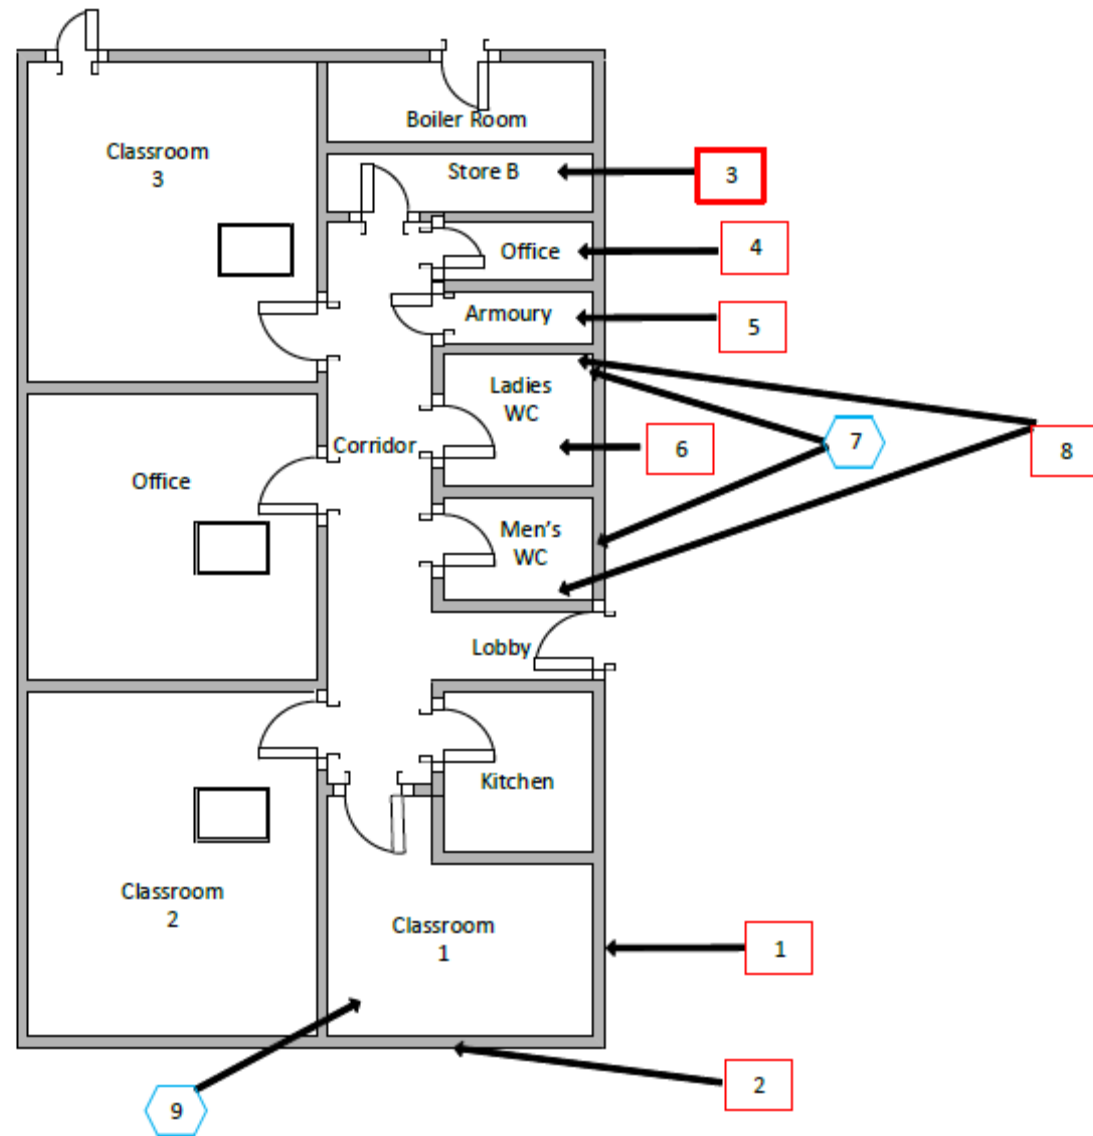 Boiler Room
Classroom
3
Store B
3
Office
4
Armoury
5
Ladies
WC
Corridor
6
7
8
Office
Men's
WC
Lobby
Kitchen
Classroom
2
Classroom
1
1
2
9